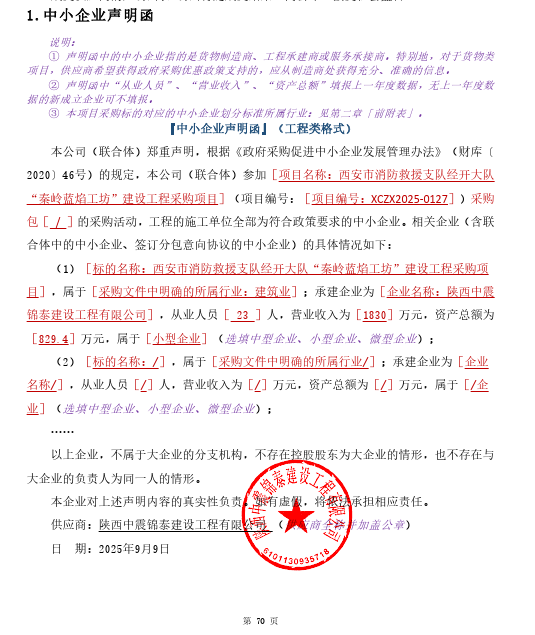 1.中小企业声明函
说明:
① 声明函中的中小企业指的是货物制造商、工程承建商或服务承接商。特别地,对于货物类
项目,供应商希望获得政府采购优惠政策支持的,应从制造商处获得充分、准确的信息。
② 声明函中“从业人员”、“营业收入”、“资产总额”填报上一年度数据,无上一年度数
据的新成立企业可不填报。
③ 本项目采购标的对应的中小企业划分标准所属行业:见第二章「前附表」。
『中小企业声明函』(工程类格式)
本公司(联合体)郑重声明,根据《政府采购促进中小企业发展管理办法》(财库〔
2020〕46号)的规定,本公司(联合体)参加[项目名称:西安市消防救援支队经开大队
“秦岭蓝焰工坊”建设工程采购项目](项目编号:[项目编号:XCZX2025-0127])采购
包[ / ]的采购活动,工程的施工单位全部为符合政策要求的中小企业。相关企业(含联
合体中的中小企业、签订分包意向协议的中小企业)的具体情况如下:
(1)[标的名称:西安市消防救援支队经开大队“秦岭蓝焰工坊”建设工程采购项
目],属于[采购文件中明确的所属行业:建筑业];承建企业为[企业名称:陕西中震
锦泰建设工程有限公司],从业人员[ 23 ]人,营业收入为[1830]万元,资产总额为
[829.4]万元,属于[小型企业](选填中型企业、小型企业、微型企业);
(2)[标的名称:/],属于[采购文件中明确的所属行业/];承建企业为[企业
名称/],从业人员[/]人,营业收入为[/]万元,资产总额为[/]万元,属于[/企
业](选填中型企业、小型企业、微型企业);
……
以上企业,不属于大企业的分支机构,不存在控股股东为大企业的情形,也不存在与
大企业的负责人为同一人的情形。
本企业对上述声明内容的真实性负责。如有虚假,将依法承担相应责任。
供应商:陕西中震锦泰建设工程有限公司(供应商全称并加盖公章)
日 期:2025年9月9日
陕西中震锦泰建设工程有限公司
6101130935718
第 70 页